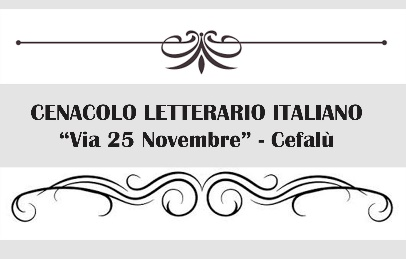 CENACOLO LETTERARIO ITALIANO
“Via 25 Novembre” - Cefalù